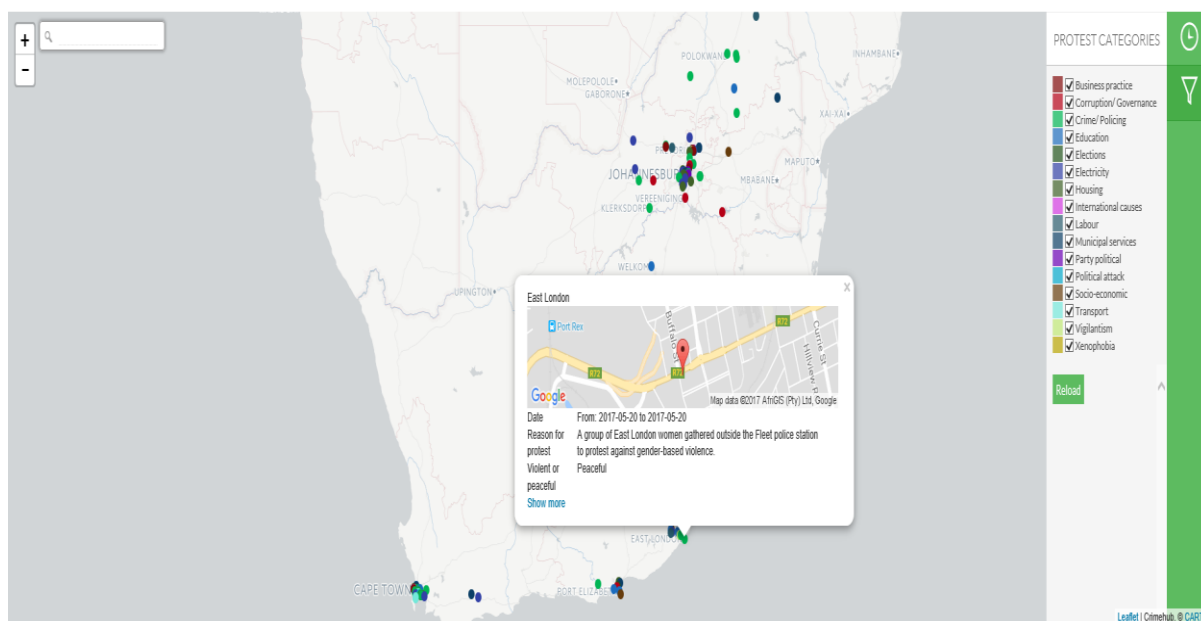 +
-
INHAMBANE•
POLOKWANE
MOLEPOLOLE•
GABORONE★
XAI-XAI•
MAPUTO★
JOHANNESBURG
MBABANE★
VEREENIGING
KLERKSDORP
WELKOM
UPINGTON•
EAST LONDON
CAPE TOWN
PORT ELIZABETH
x
East London
Port Rex
Buffalo St
R72
R72
R72
Currie St
Hillview R
Google
Map data ©2017 AfriGIS (Pty) Ltd, Google
Date From: 2017-05-20 to 2017-05-20
Reason for protest A group of East London women gathered outside the Fleet police station
to protest against gender-based violence.
Violent or peaceful Peaceful
Show more
PROTEST CATEGORIES
Business practice
Corruption/ Governance
Crime/ Policing
Education
Elections
Electricity
Housing
International causes
Labour
Municipal services
Party political
Political attack
Socio-economic
Transport
Vigilantism
Xenophobia
Reload
Leaflet | Crimehub, © CART